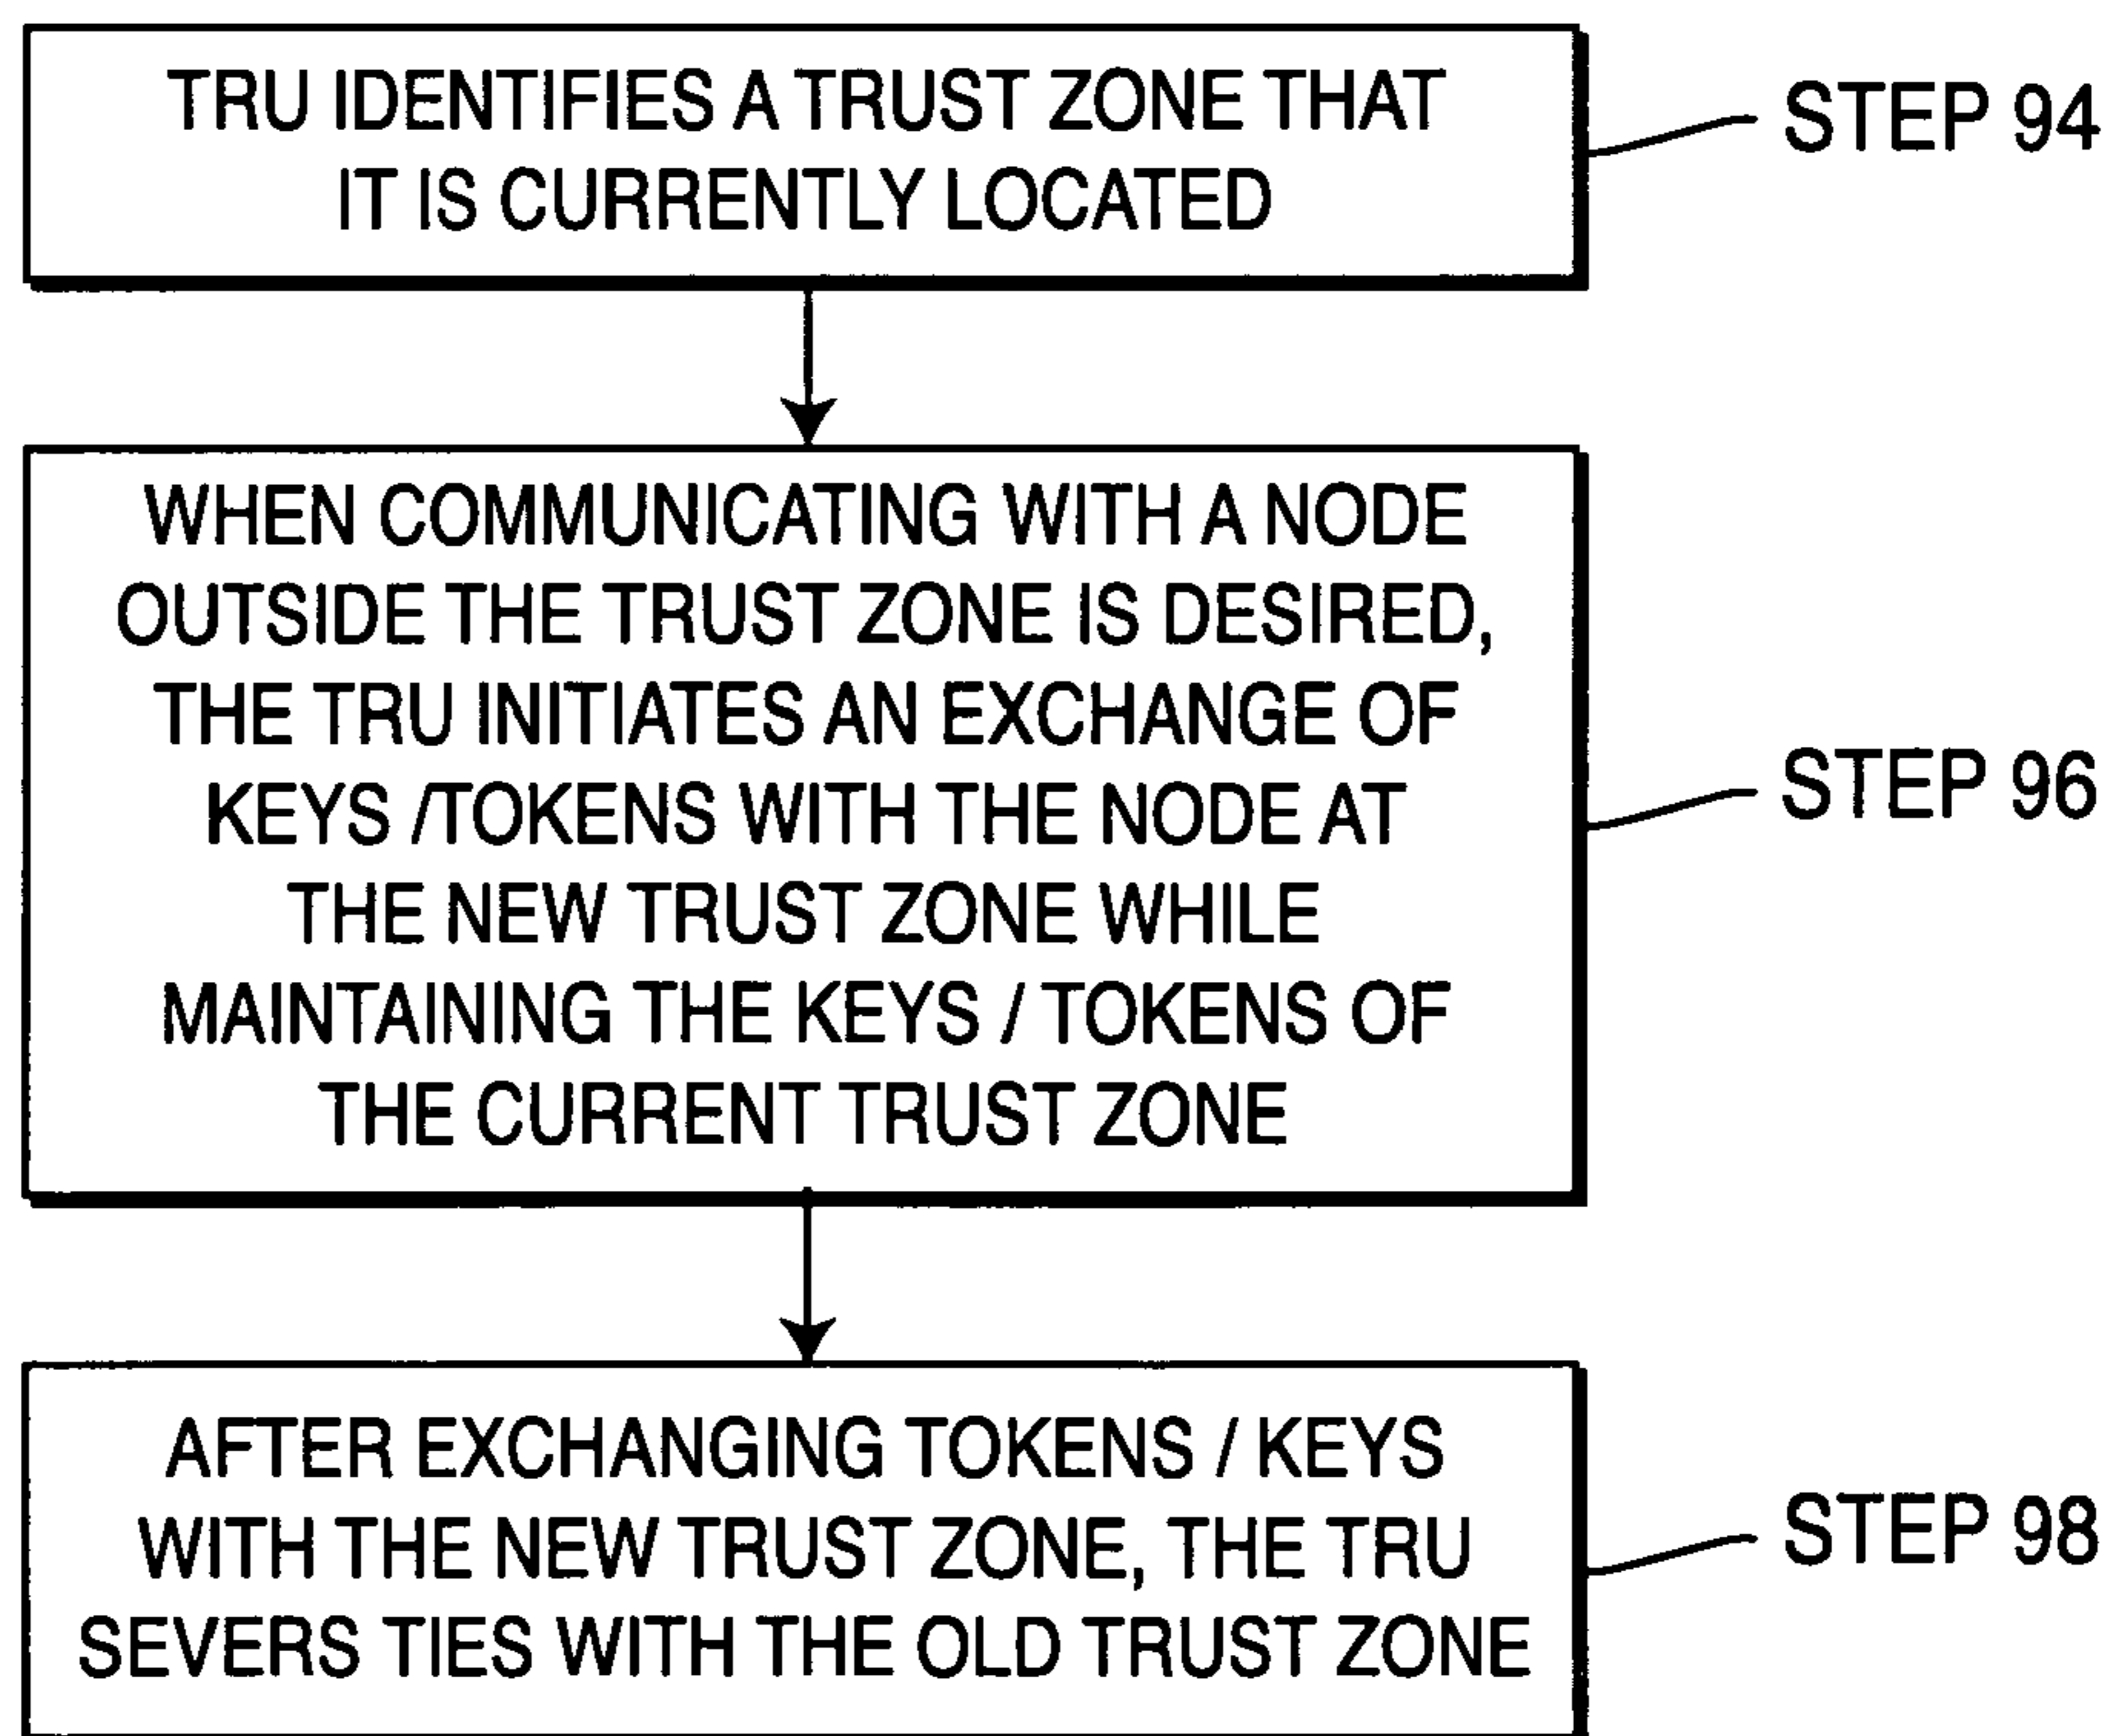 TRU IDENTIFIES A TRUST ZONE THAT
IT IS CURRENTLY LOCATED
STEP 94
WHEN COMMUNICATING WITH A NODE
OUTSIDE THE TRUST ZONE IS DESIRED,
THE TRU INITIATES AN EXCHANGE OF
KEYS /TOKENS WITH THE NODE AT
THE NEW TRUST ZONE WHILE
MAINTAINING THE KEYS / TOKENS OF
THE CURRENT TRUST ZONE
STEP 96
AFTER EXCHANGING TOKENS / KEYS
WITH THE NEW TRUST ZONE, THE TRU
SEVERS TIES WITH THE OLD TRUST ZONE
STEP 98